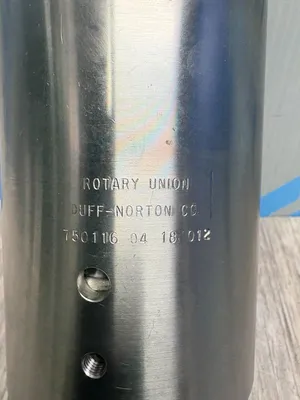 ROTARY UNION
DUFF-NORTON CO
750116 04 18 012